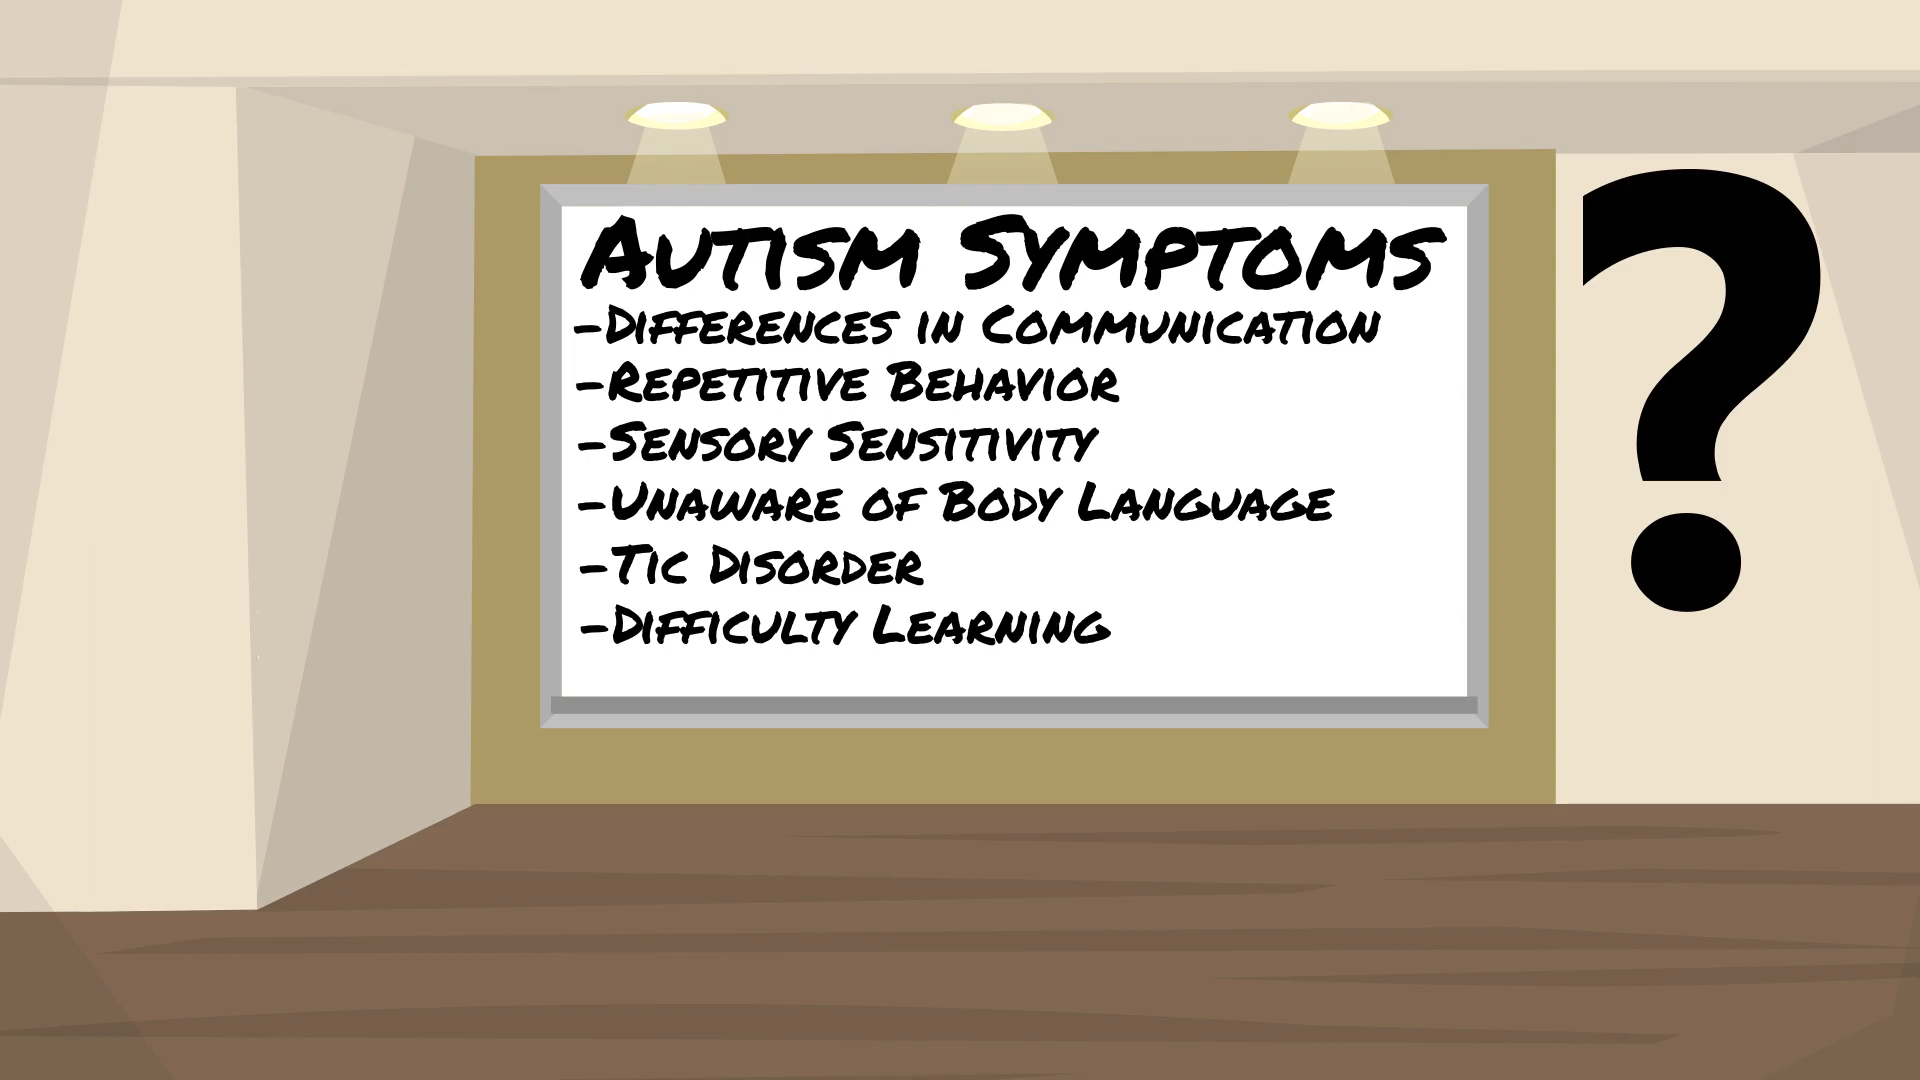 Autism Symptoms
-Differences in Communication
-Repetitive Behavior
-Sensory Sensitivity
-Unaware of Body Language
-Tic Disorder
-Difficulty Learning
?